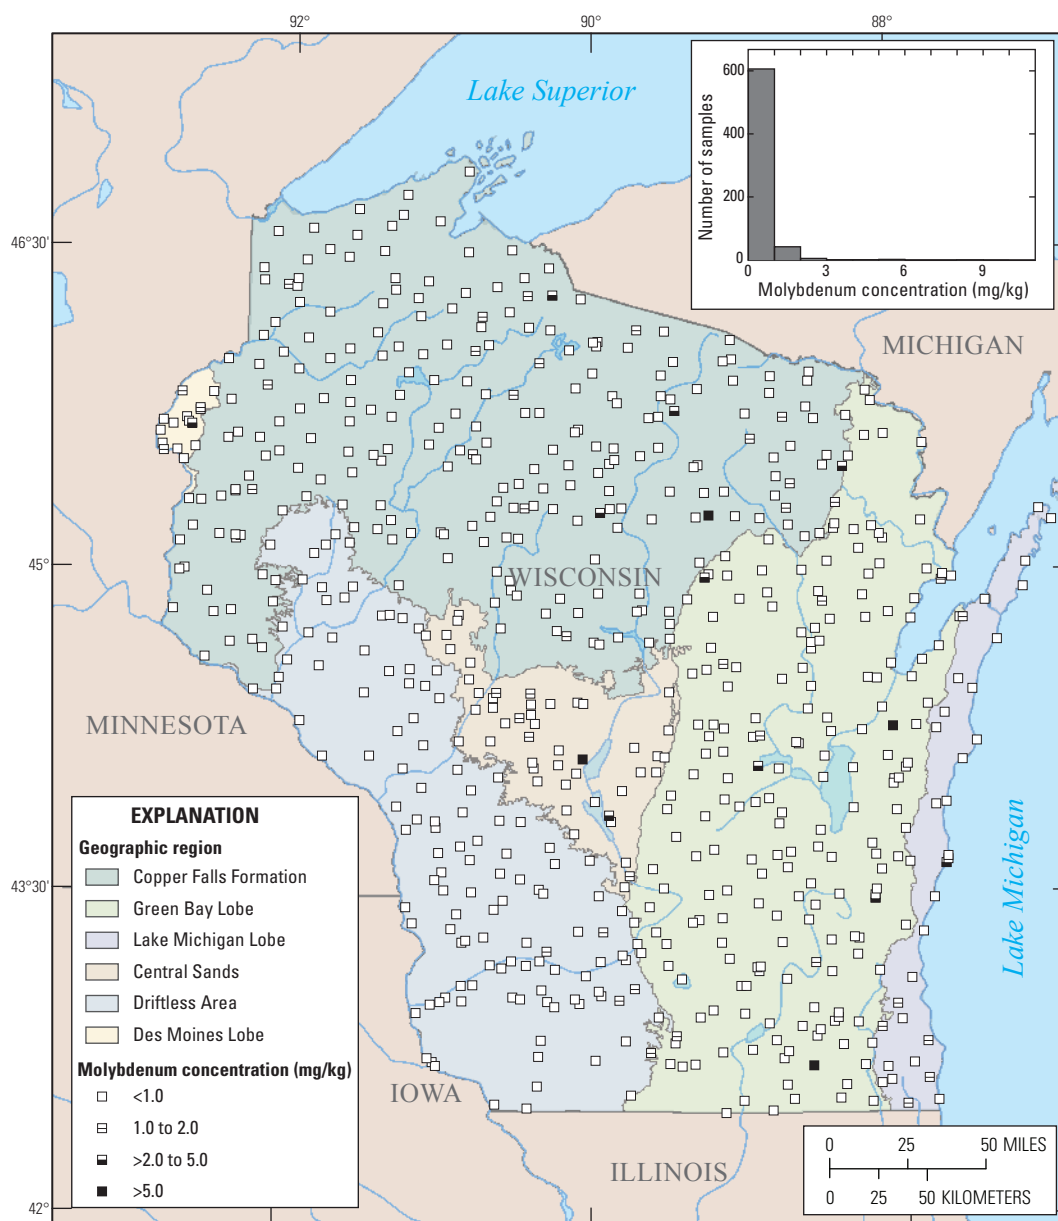 92°
90°
88°
Lake Superior
600
400
200
0
Number of samples
0
3
6
9
Molybdenum concentration (mg/kg)
46°30'
MICHIGAN
45°
WISCONSIN
MINNESOTA
EXPLANATION
Geographic region
Copper Falls Formation
Green Bay Lobe
Lake Michigan Lobe
Central Sands
Driftless Area
Des Moines Lobe
Molybdenum concentration (mg/kg)
<1.0
1.0 to 2.0
>2.0 to 5.0
>5.0
43°30'
Lake Michigan
IOWA
ILLINOIS
0 25 50 MILES
0 25 50 KILOMETERS
42°